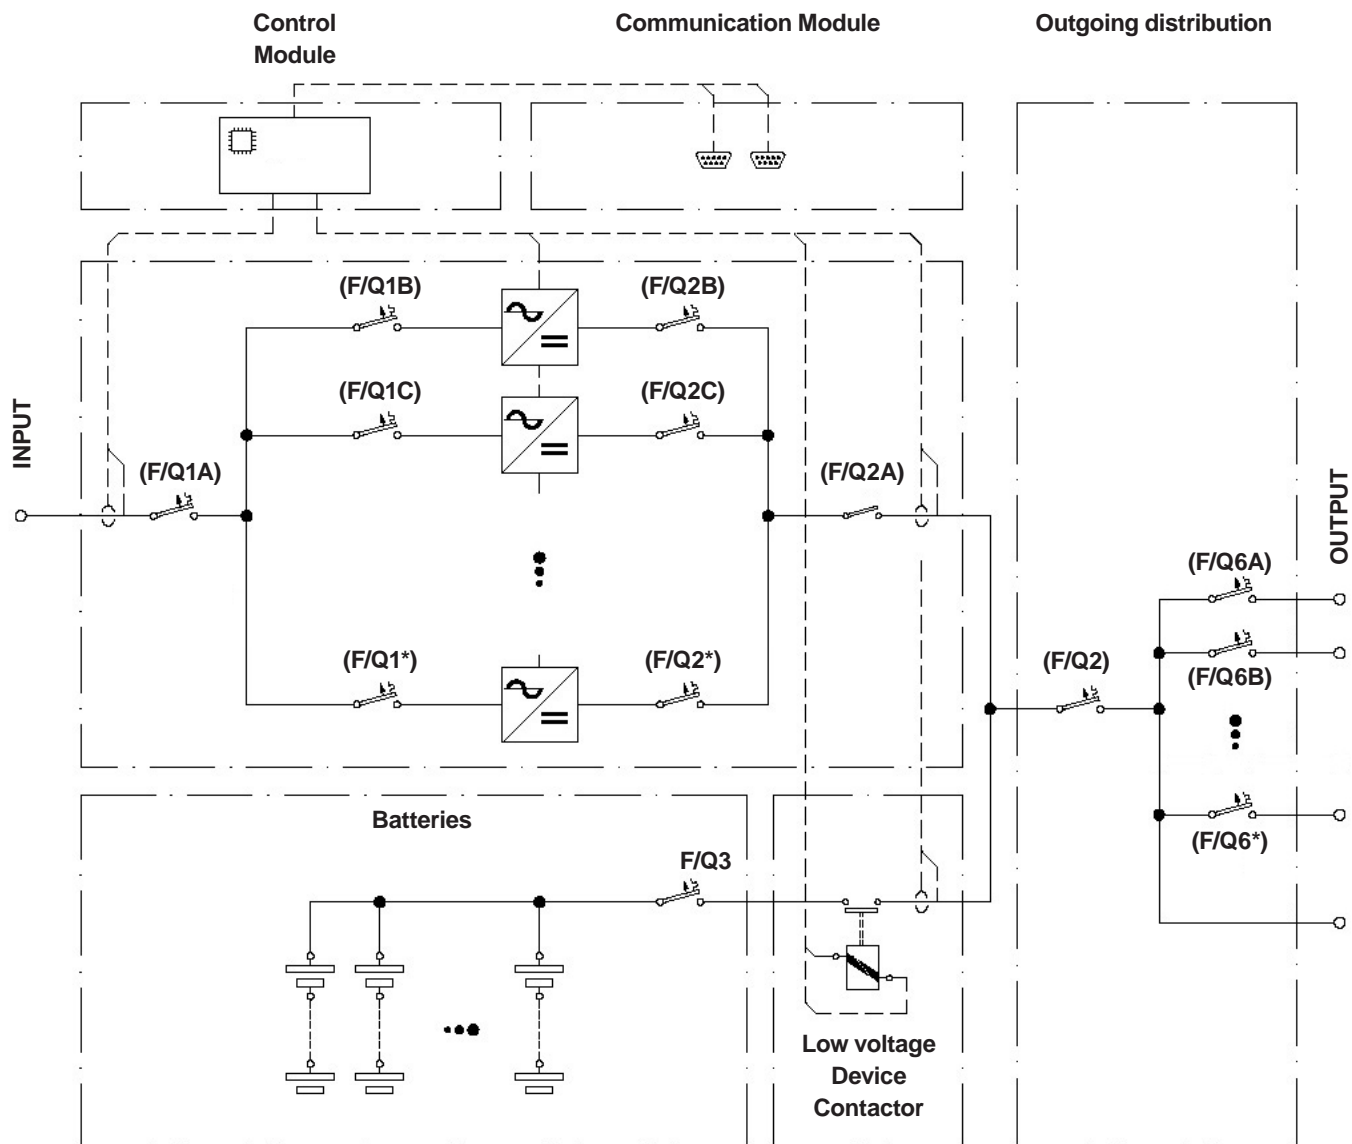 Control
Module
Communication Module
Outgoing distribution
(F/Q1B)
(F/Q2B)
(F/Q1C)
(F/Q2C)
INPUT
(F/Q1A)
(F/Q2A)
OUTPUT
(F/Q6A)
(F/Q1*)
(F/Q2*)
(F/Q2)
(F/Q6B)
Batteries
(F/Q6*)
F/Q3
Low voltage
Device
Contactor